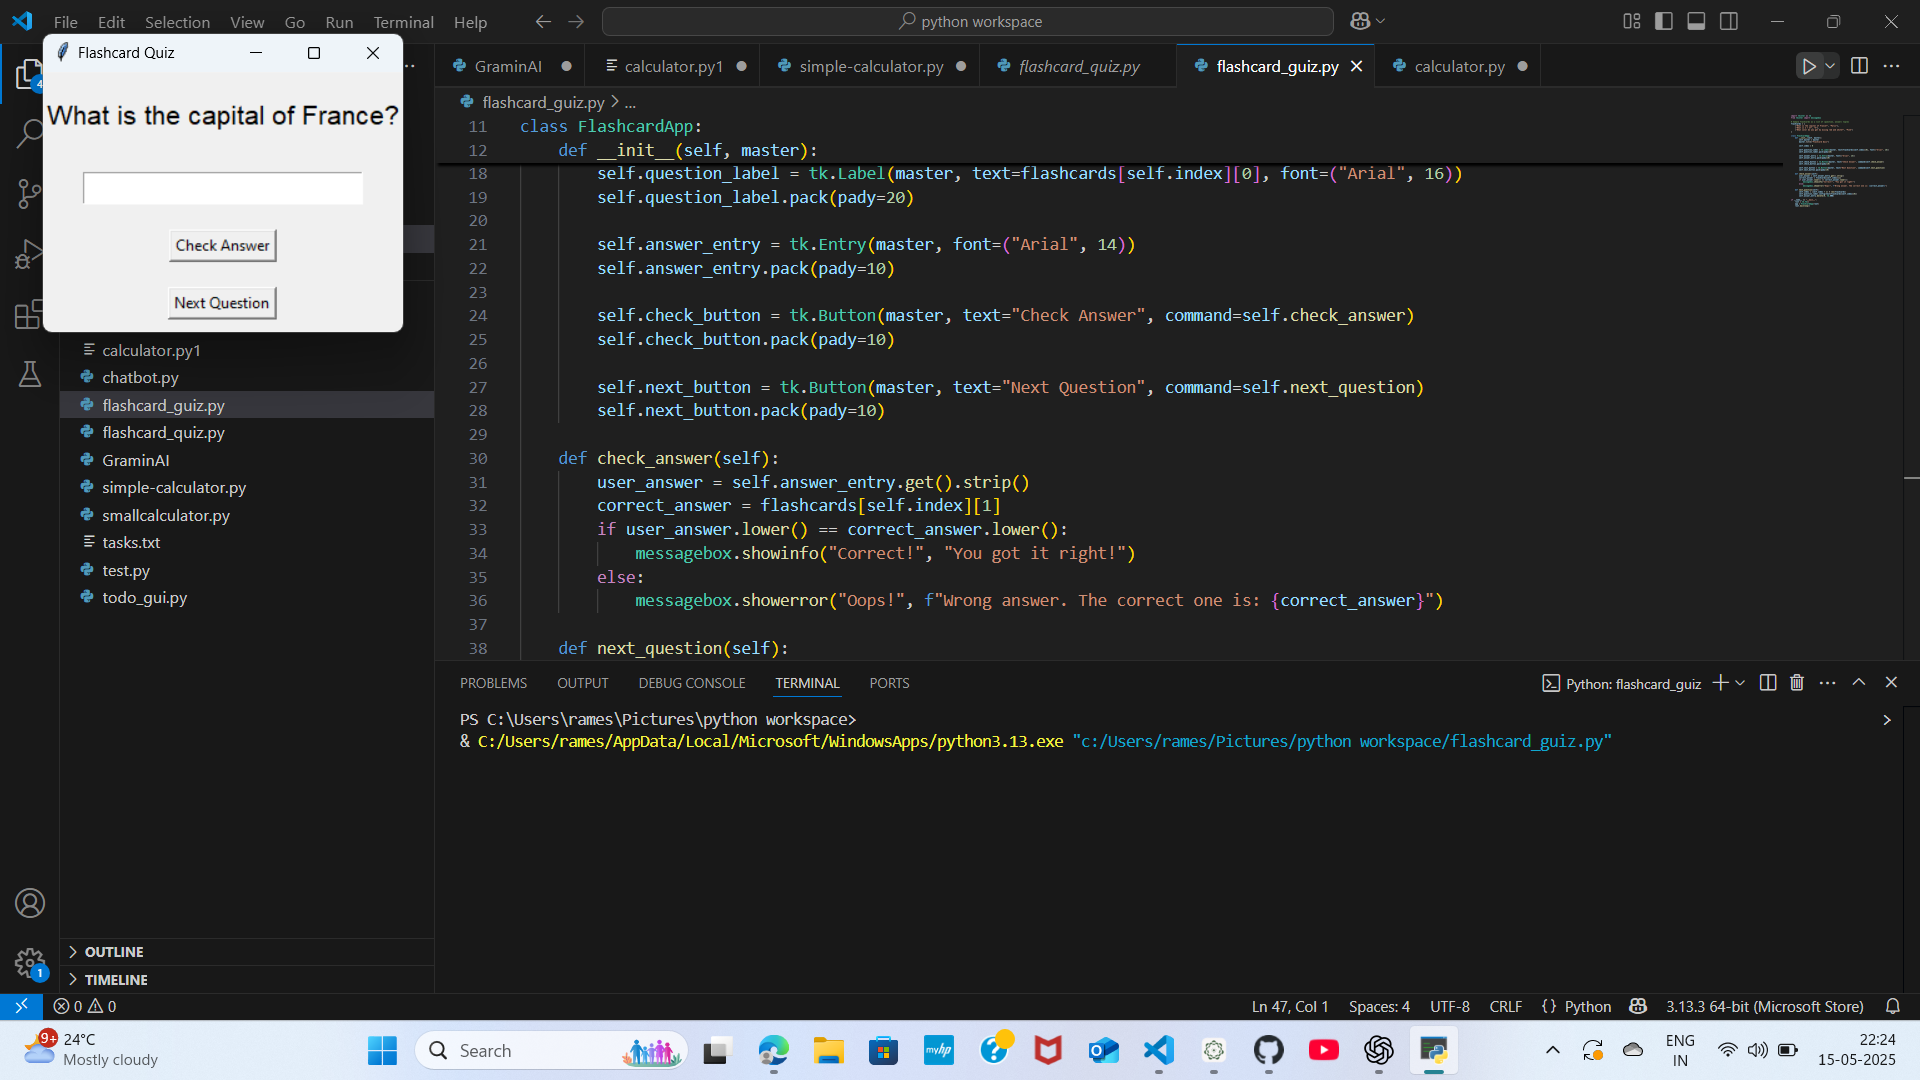 File Edit Selection View Go Run Terminal Help
python workspace
Flashcard Quiz
What is the capital of France?
Check Answer
Next Question
4
GraminAI
calculator.py1
simple-calculator.py
flashcard_quiz.py
flashcard_guiz.py
calculator.py
flashcard_guiz.py > ...
calculator.py1
chatbot.py
flashcard_guiz.py
flashcard_quiz.py
GraminAI
simple-calculator.py
smallcalculator.py
tasks.txt
test.py
todo_gui.py
OUTLINE
TIMELINE
1
11 class FlashcardApp:
12 def __init__(self, master):
18 self.question_label = tk.Label(master, text=flashcards[self.index][0], font=("Arial", 16))
19 self.question_label.pack(pady=20)
20
21 self.answer_entry = tk.Entry(master, font=("Arial", 14))
22 self.answer_entry.pack(pady=10)
23
24 self.check_button = tk.Button(master, text="Check Answer", command=self.check_answer)
25 self.check_button.pack(pady=10)
26
27 self.next_button = tk.Button(master, text="Next Question", command=self.next_question)
28 self.next_button.pack(pady=10)
29
30 def check_answer(self):
31 user_answer = self.answer_entry.get().strip()
32 correct_answer = flashcards[self.index][1]
33 if user_answer.lower() == correct_answer.lower():
34 messagebox.showinfo("Correct!", "You got it right!")
35 else:
36 messagebox.showerror("Oops!", f"Wrong answer. The correct one is: {correct_answer}")
37
38 def next_question(self):
PROBLEMS OUTPUT DEBUG CONSOLE TERMINAL PORTS
Python: flashcard_guiz
PS C:\Users\rames\Pictures\python workspace>
& C:/Users/rames/AppData/Local/Microsoft/WindowsApps/python3.13.exe "c:/Users/rames/Pictures/python workspace/flashcard_guiz.py"
0 0
Ln 47, Col 1 Spaces: 4 UTF-8 CRLF {} Python 3.13.3 64-bit (Microsoft Store)
9+
24°C
Mostly cloudy
Search
myhp
ENG
IN
22:24
15-05-2025